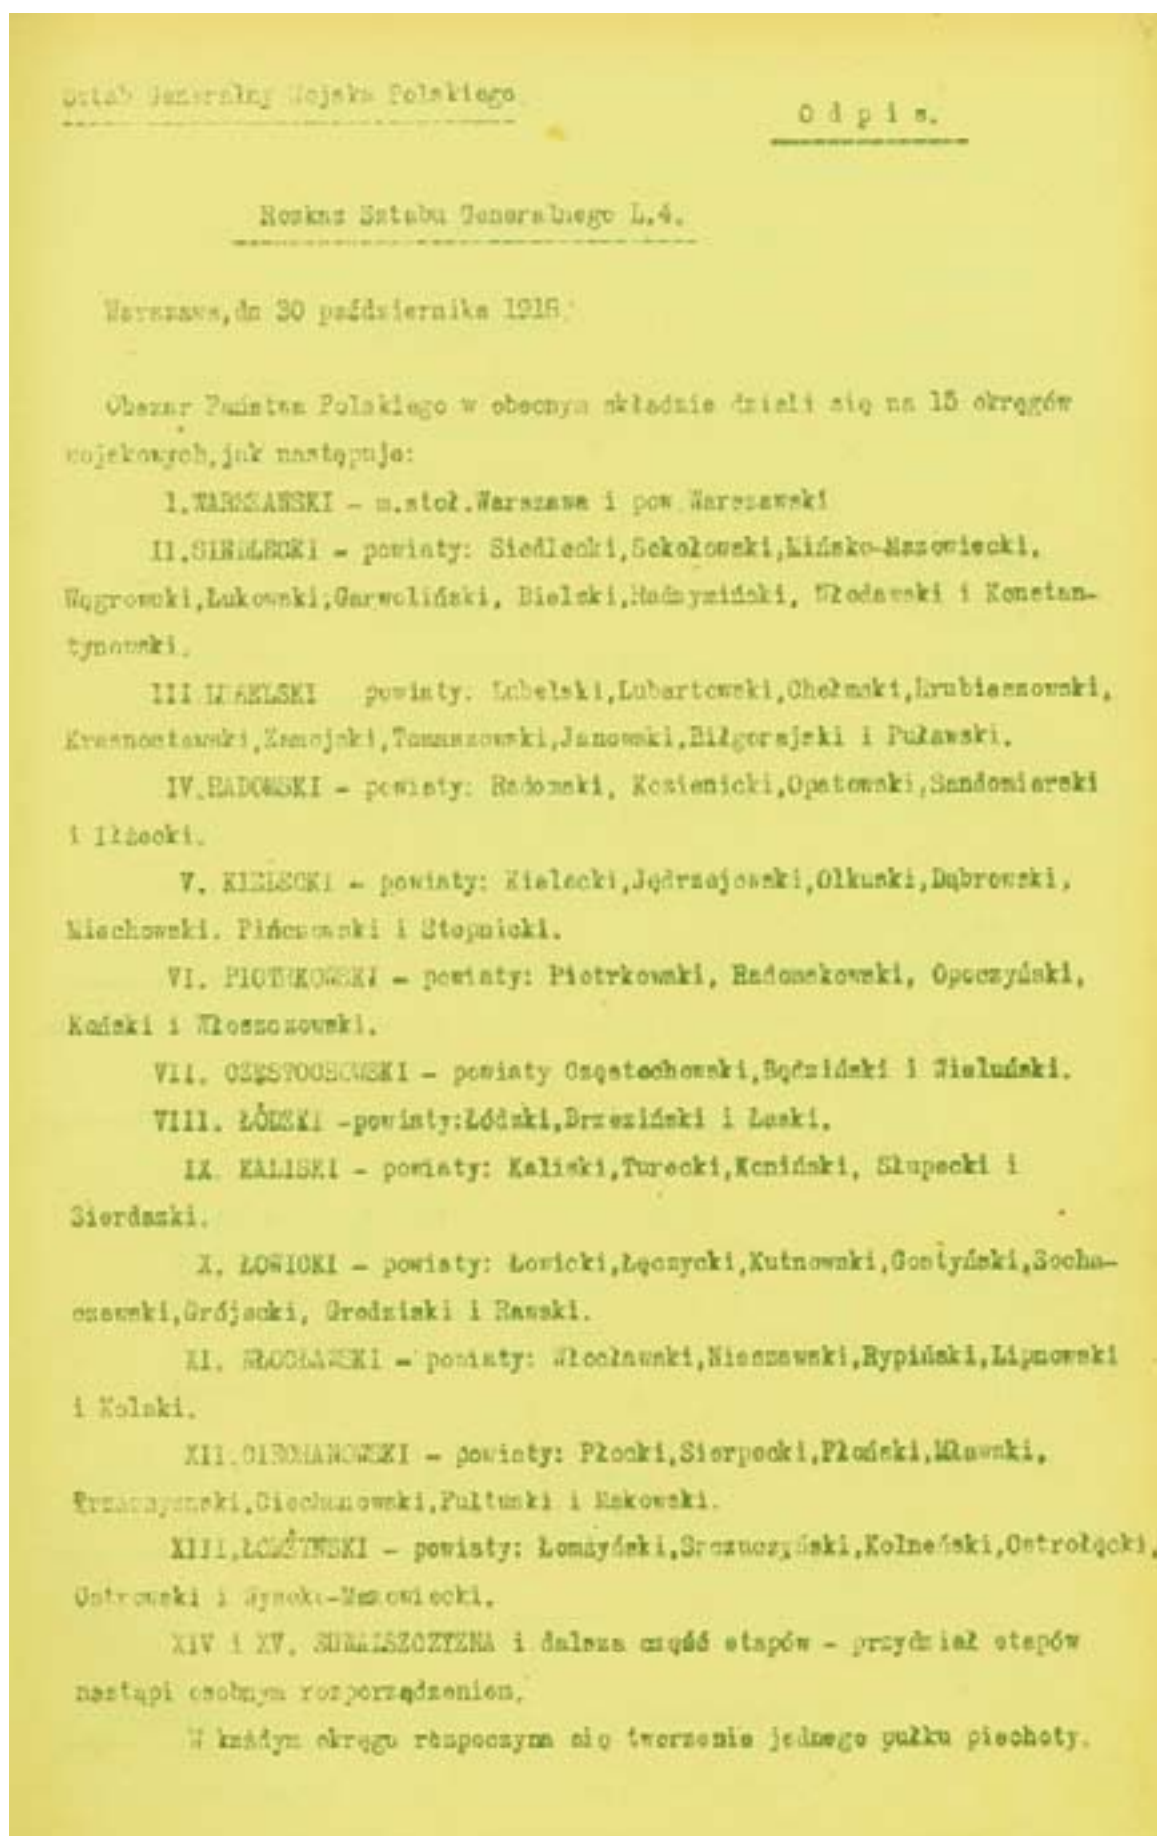 Sztab Generalny Wojska Polskiego
O d p i s.
Rozkaz Sztabu Generalnego L.4.
Warszawa,dn 30 października 1918.
Obszar Państwa Polskiego w obecnym składzie dzieli się na 15 okręgów
wojskowych,jak następuje:
I.WARSZAWSKI - m.stoł.Warszawa i pow Warszawski
II.SIEDLECKI - powiaty: Siedlecki,Sokołowski,Mińsko-Mazowiecki,
Węgrowski,Łukowski,Garwoliński, Bielski,Radzymiński, Włodawski i Konstan-
tynowski.
III LUBELSKI powiaty: Lubelski,Lubartowski,Chełmski,Hrubieszowski,
Krasnostawski,Zamojski,Tomaszowski,Janowski,Biłgorajski i Puławski.
IV.RADOMSKI - powiaty: Radomski, Kozienicki,Opatowski,Sandomierski
i Iłżecki.
V. KIELECKI - powiaty: Kielecki,Jędrzejowski,Olkuski,Dąbrowski,
Miechowski. Pińczowski i Stopnicki.
VI. PIOTRKOWSKI - powiaty: Piotrkowski, Radomskowski, Opoczyński,
Koński i Włoszczowski.
VII. CZĘSTOCHOWSKI - powiaty Częstochowski,Będziński i Wieluński.
VIII. ŁÓDZKI -powiaty:Łódzki,Brzeziński i Łaski.
IX. KALISKI - powiaty: Kaliski,Turecki,Koniński, Słupecki i
Sierdazki.
X. ŁOWICKI - powiaty: Łowicki,Łęczycki,Kutnowski,Gostyński,Socha-
czewski,Grójecki, Grodziski i Rawski.
XI. WŁOCŁAWSKI - powiaty: Włocławski,Nieszawski,Rypiński,Lipnowski
i Kolski.
XII.CIECHANOWSKI - powiaty: Płocki,Sierpecki,Płoński,Mławski,
Przasnyszski,Ciechanowski,Pułtuski i Makowski.
XIII.ŁOMŻYŃSKI - powiaty: Łomżyński,Szczuczyński,Kolneński,Ostrołęcki,
Ostrowski i Wysoko-Mazowiecki.
XIV i XV. SUWALSZCZYZNA i dalsza część etapów - przydział etapów
nastąpi osobnym rozporządzeniem.
W każdym okręgu rozpoczyna się tworzenie jednego pułku piechoty.